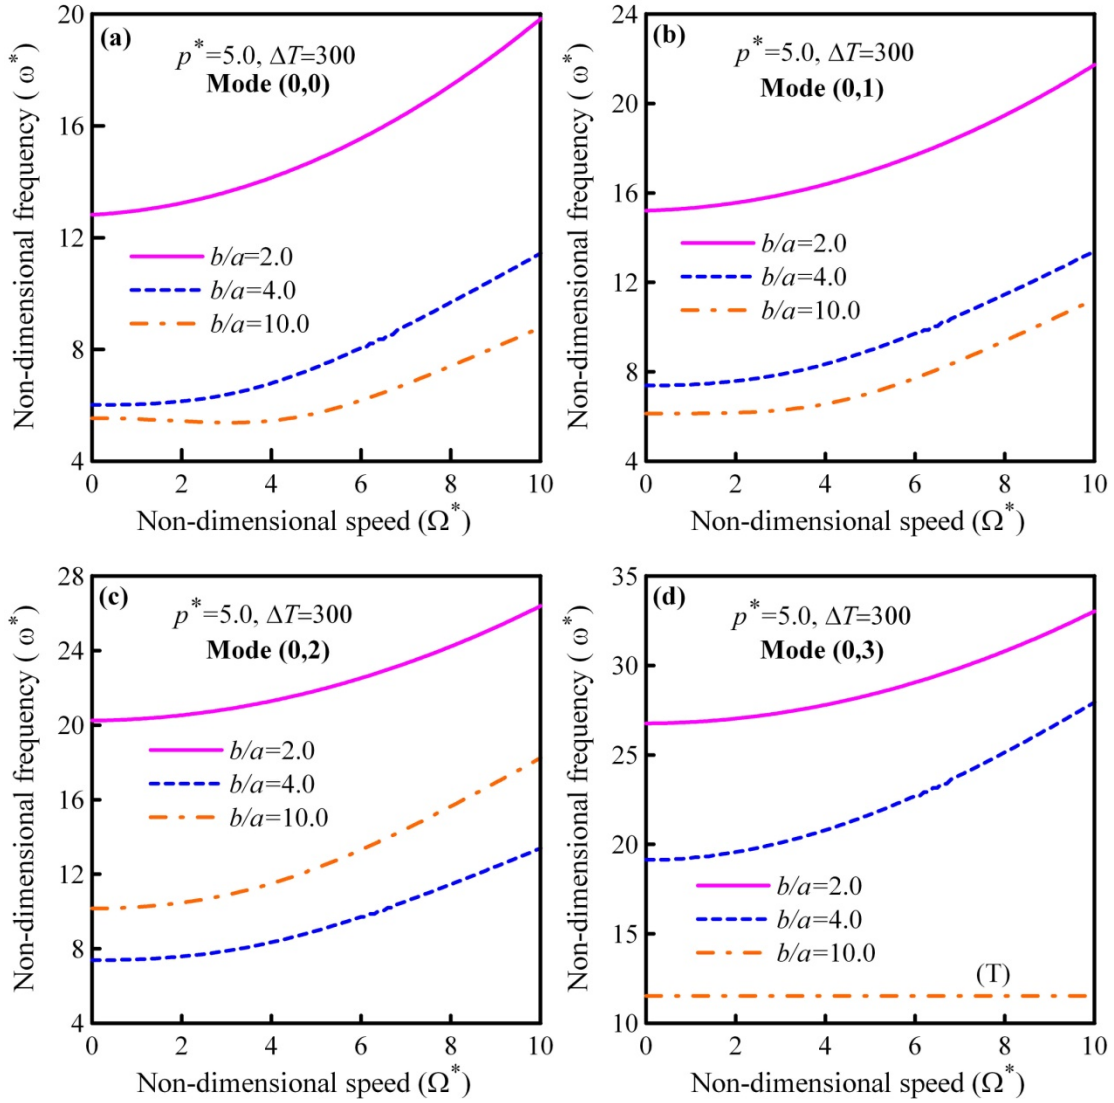 (a)
p*=5.0, ΔT=300
Mode (0,0)
Non-dimensional frequency ( ω*)
20
16
12
8
4
b/a=2.0
b/a=4.0
b/a=10.0
0 2 4 6 8 10
Non-dimensional speed (Ω*)
(b)
p*=5.0, ΔT=300
Mode (0,1)
Non-dimensional frequency ( ω*)
24
20
16
12
8
4
b/a=2.0
b/a=4.0
b/a=10.0
0 2 4 6 8 10
Non-dimensional speed (Ω*)
(c)
p*=5.0, ΔT=300
Mode (0,2)
Non-dimensional frequency ( ω*)
28
24
20
16
12
8
4
b/a=2.0
b/a=4.0
b/a=10.0
0 2 4 6 8 10
Non-dimensional speed (Ω*)
(d)
p*=5.0, ΔT=300
Mode (0,3)
Non-dimensional frequency ( ω*)
35
30
25
20
15
10
b/a=2.0
b/a=4.0
b/a=10.0
(T)
0 2 4 6 8 10
Non-dimensional speed (Ω*)